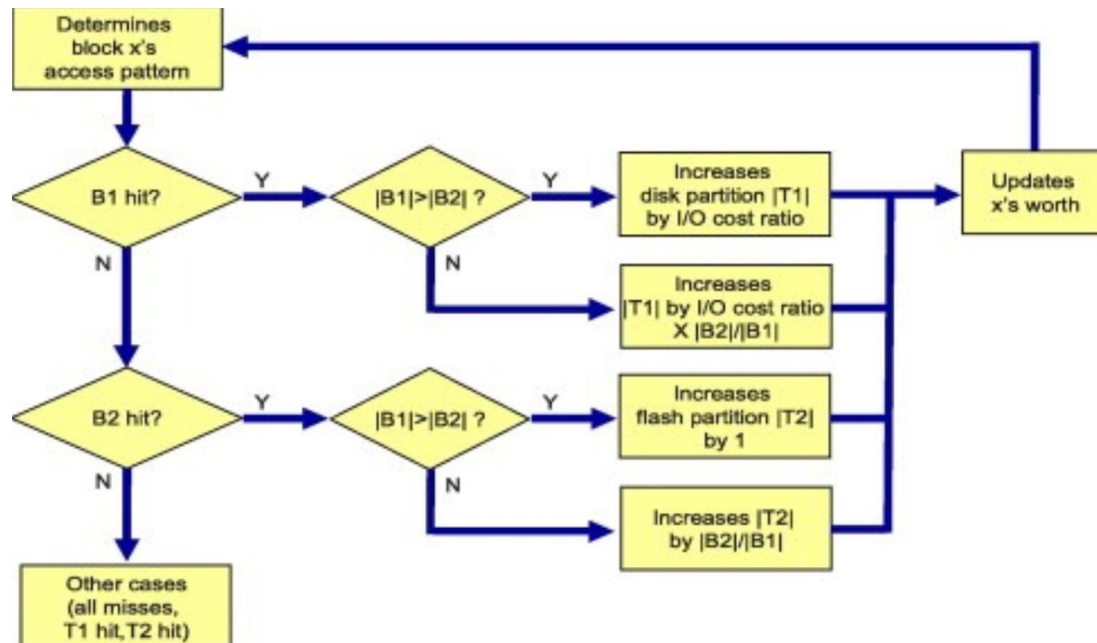 Determines
block x's
access pattern
B1 hit?
Y
|B1|>|B2| ?
Y
Increases
disk partition |T1|
by I/O cost ratio
Updates
x's worth
N
N
Increases
|T1| by I/O cost ratio
X |B2|/|B1|
B2 hit?
Y
|B1|>|B2| ?
Y
Increases
flash partition |T2|
by 1
N
N
Increases |T2|
by |B2|/|B1|
Other cases
(all misses,
T1 hit,T2 hit)